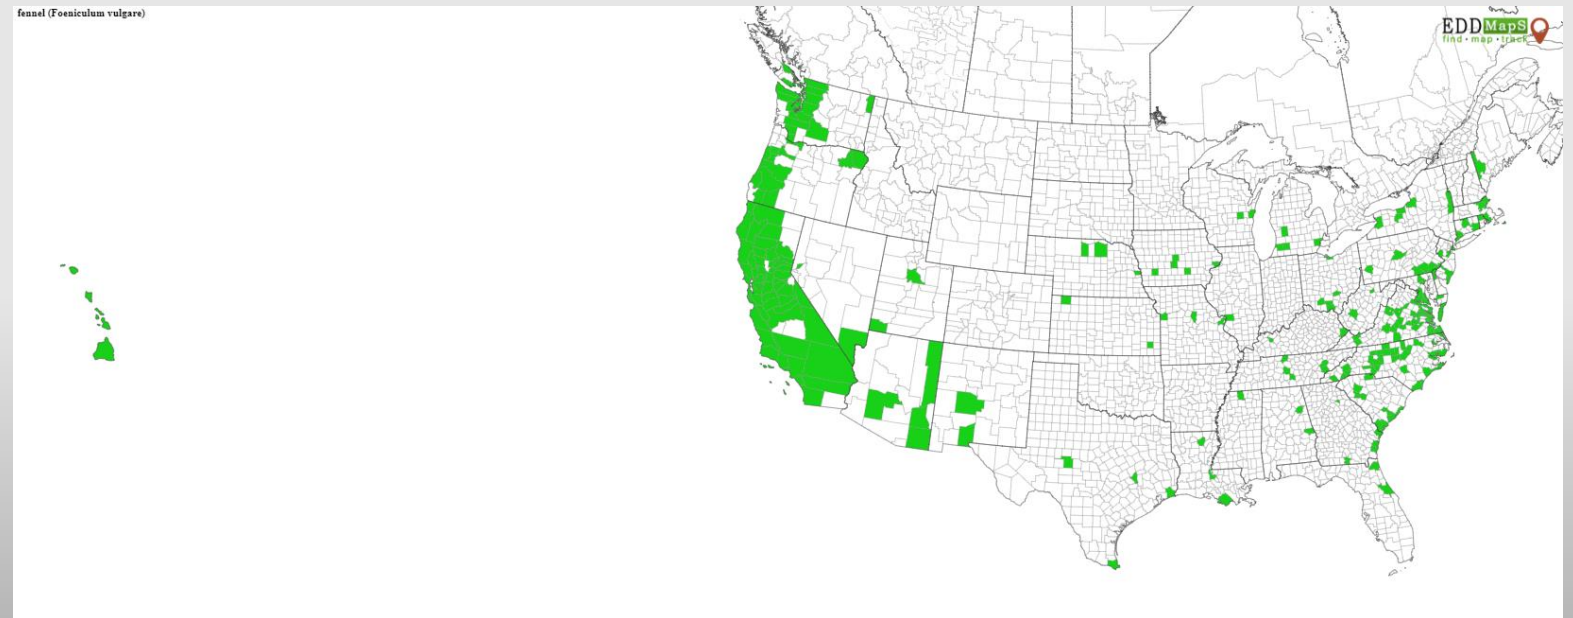 fennel (Foeniculum vulgare)
EDDMapS
find • map • track